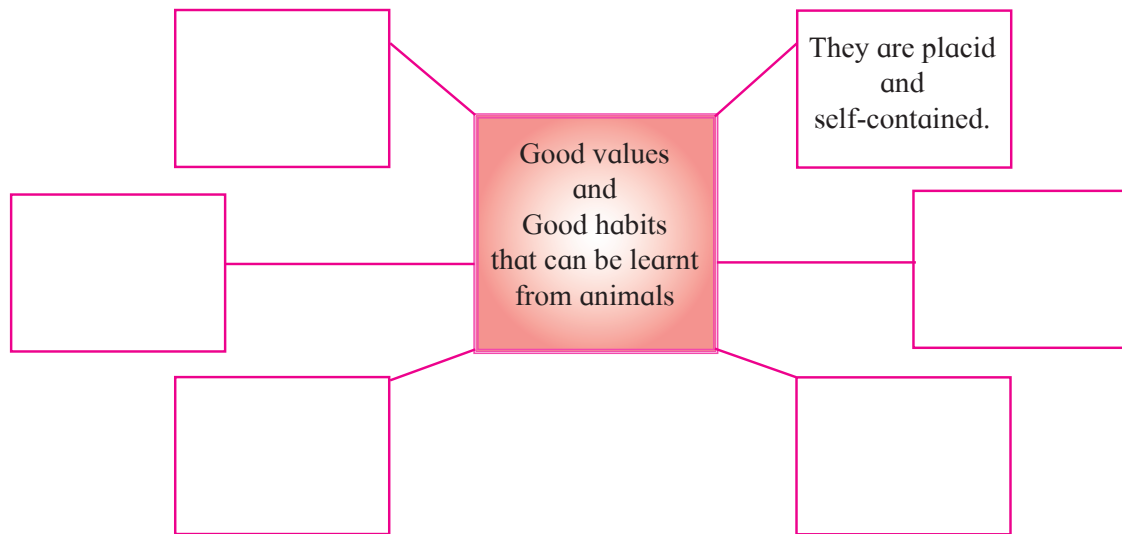 They are placid
and
self-contained.
Good values
and
Good habits
that can be learnt
from animals